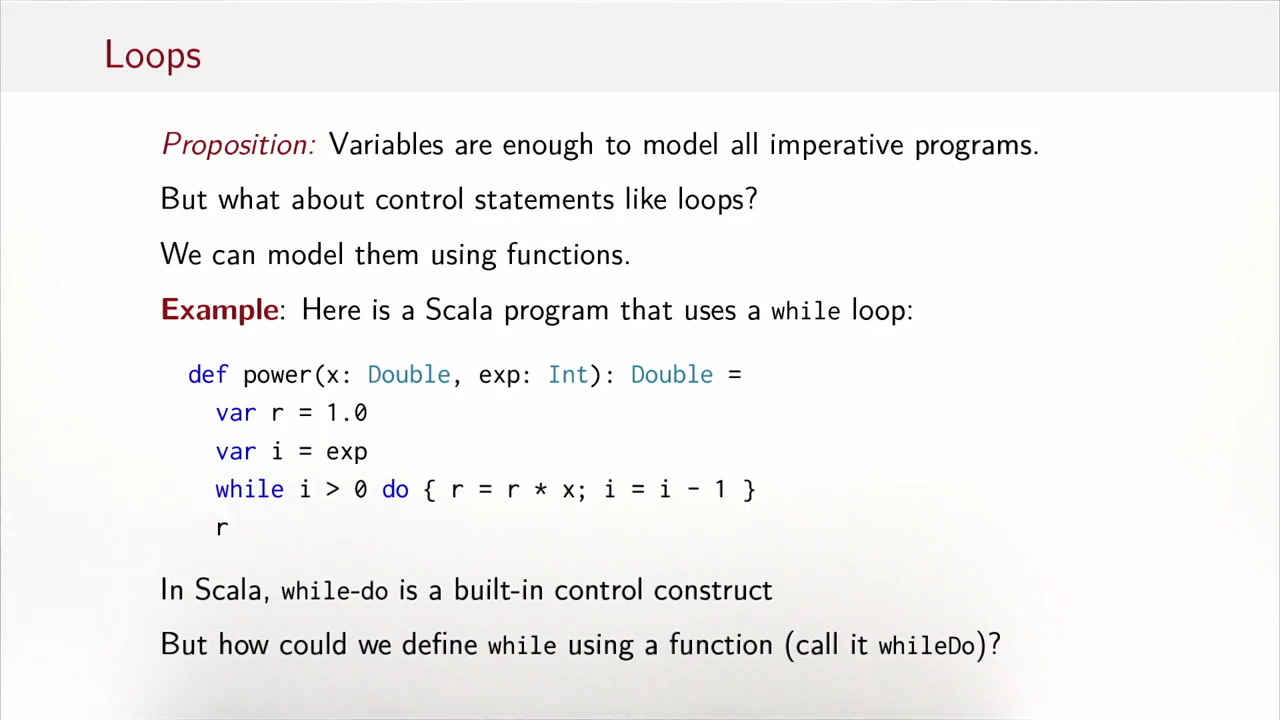 Loops
Proposition: Variables are enough to model all imperative programs.
But what about control statements like loops?
We can model them using functions.
Example: Here is a Scala program that uses a while loop:
def power(x: Double, exp: Int): Double =
  var r = 1.0
  var i = exp
  while i > 0 do { r = r * x; i = i - 1 }
  r
In Scala, while-do is a built-in control construct
But how could we define while using a function (call it whileDo)?